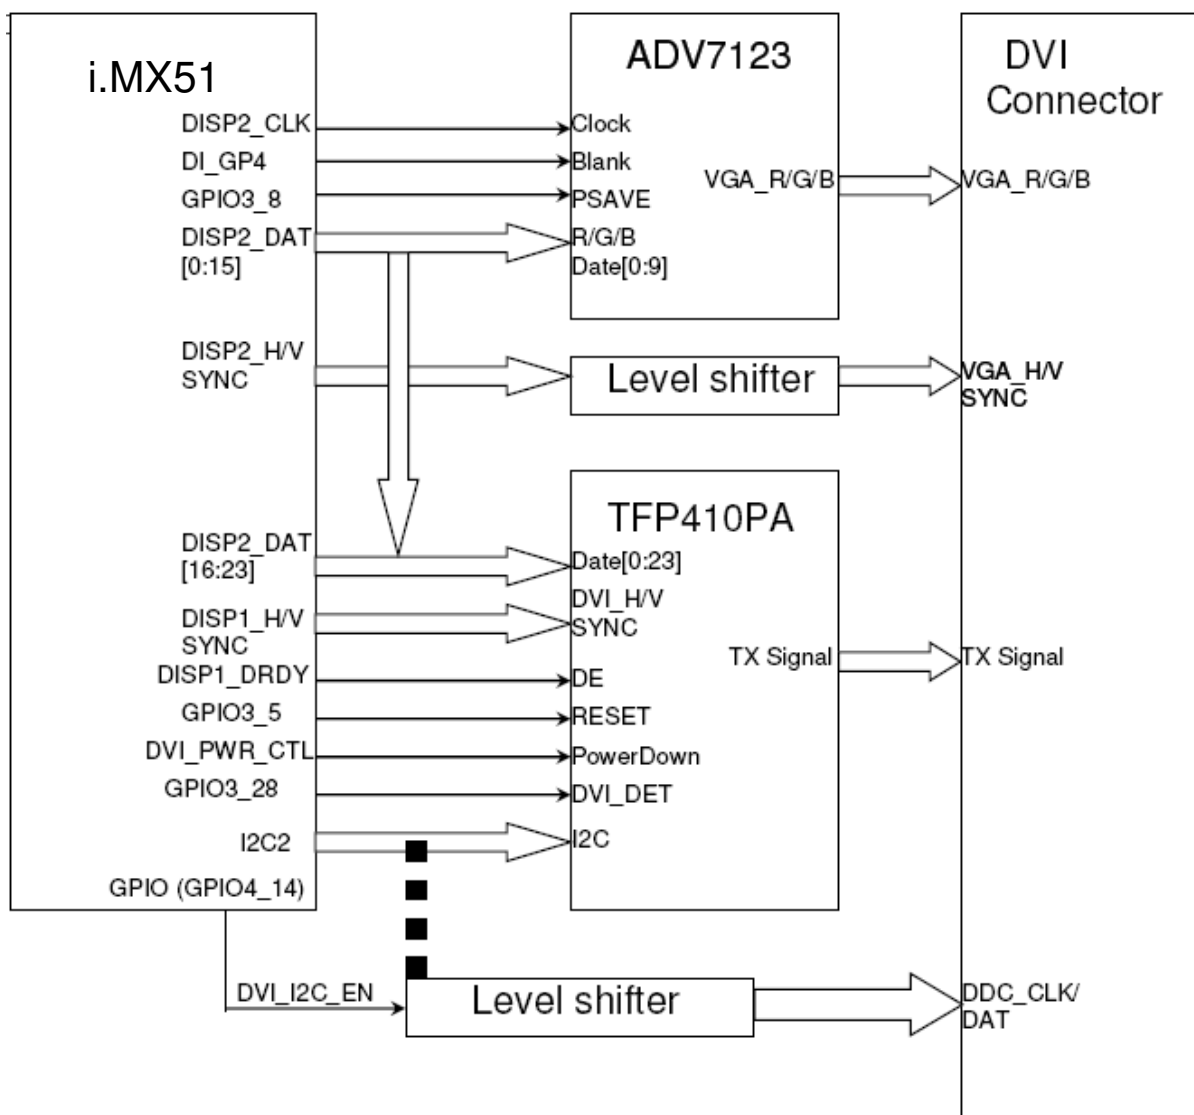 i.MX51
DISP2_CLK
DI_GP4
GPIO3_8
DISP2_DAT
[0:15]
DISP2_H/V
SYNC
DISP2_DAT
[16:23]
DISP1_H/V
SYNC
DISP1_DRDY
GPIO3_5
DVI_PWR_CTL
GPIO3_28
I2C2
GPIO (GPIO4_14)
DVI_I2C_EN
ADV7123
Clock
Blank
PSAVE
R/G/B
Date[0:9]
VGA_R/G/B
Level shifter
TFP410PA
Date[0:23]
DVI_H/V
SYNC
DE
RESET
PowerDown
DVI_DET
I2C
TX Signal
Level shifter
DVI
Connector
VGA_R/G/B
VGA_H/V
SYNC
TX Signal
DDC_CLK/
DAT